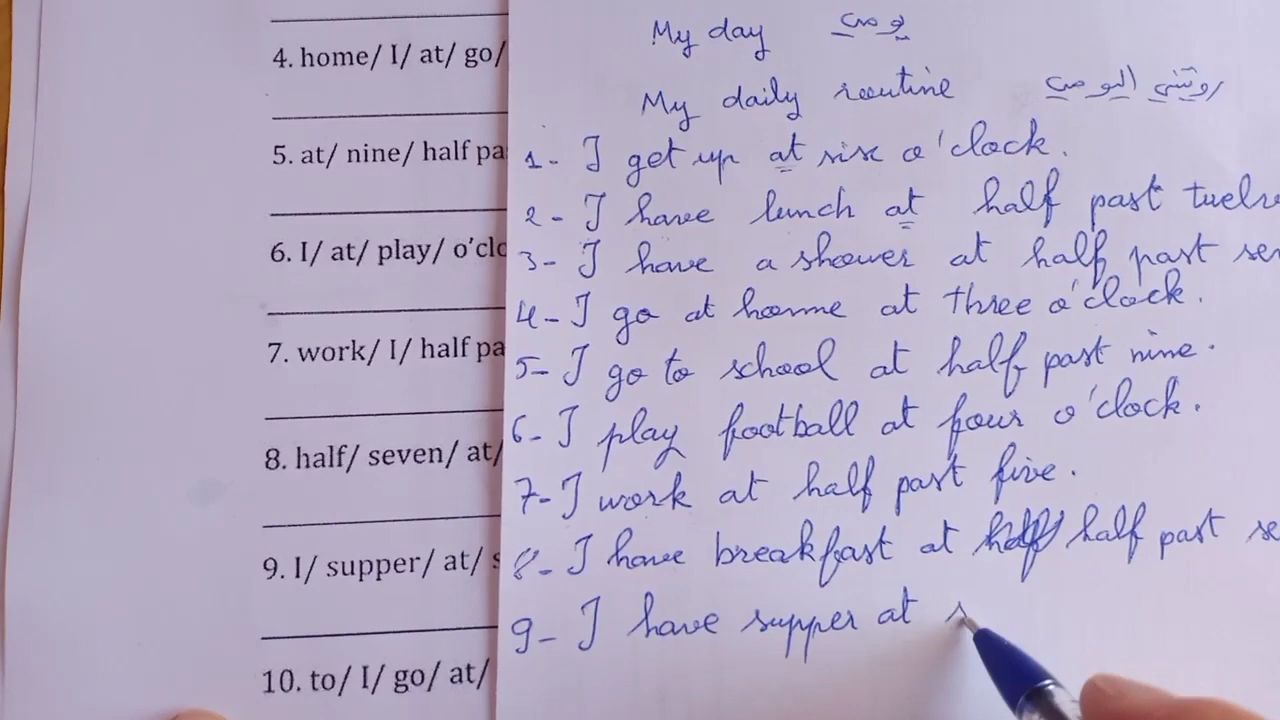 4. home/ I/ at/ go/
5. at/ nine/ half pa
6. I/ at/ play/ o'clo
7. work/ I/ half pa
8. half/ seven/ at/
9. I/ supper/ at/ s
10. to/ I/ go/ at/
My day يومي
My daily routine روتيني اليومي
1- I get up at six o'clock.
2- I have lunch at half past twelve
3- I have a shower at half past se
4- I go at home at three o'clock.
5- I go to school at half past nine.
6- I play football at four o'clock.
7- I work at half past five.
8- I have breakfast at half past se
9- I have supper at s